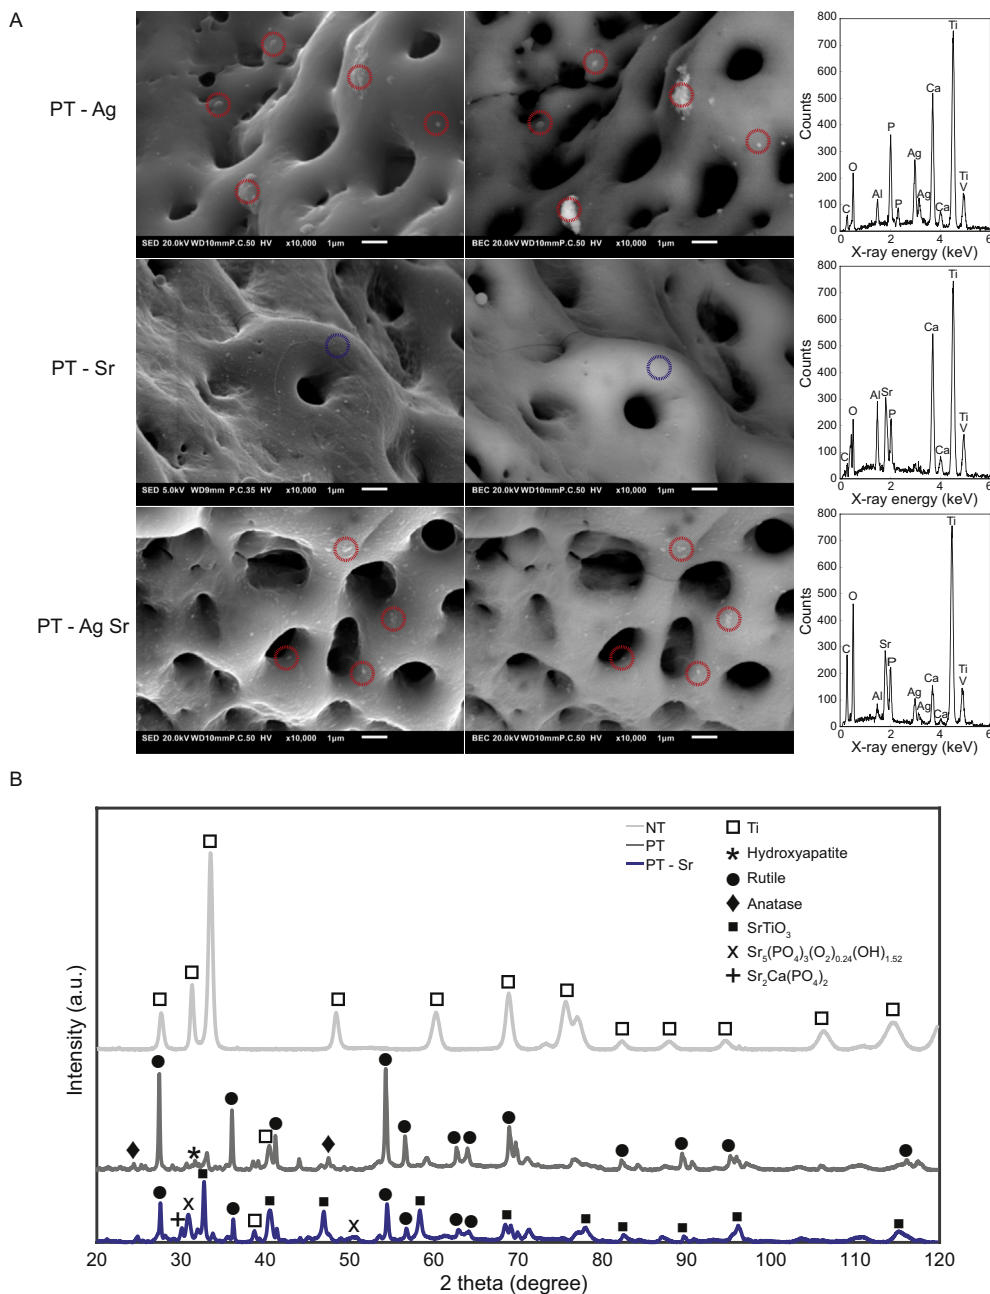 A
PT - Ag
SED 20.0kV WD10mmP.C.50 HV x10,000 1µm
BEC 20.0kV WD10mmP.C.50 HV x10,000 1µm
800
700
600
500
400
300
200
100
0
Counts
C
O
Al
P
P
Ag
Ag
Ca
Ca
Ti
Ti
V
0 2 4 6
X-ray energy (keV)
PT - Sr
SED 5.0kV WD9mm P.C.35 HV x10,000 1µm
BEC 20.0kV WD10mmP.C.50 HV x10,000 1µm
800
700
600
500
400
300
200
100
0
Counts
C
O
Al
Sr
P
Ca
Ca
Ti
Ti
V
0 2 4 6
X-ray energy (keV)
PT - Ag Sr
SED 20.0kV WD10mmP.C.50 HV x10,000 1µm
BEC 20.0kV WD10mmP.C.50 HV x10,000 1µm
800
700
600
500
400
300
200
100
0
Counts
C
O
Al
Sr
P
Ag
Ag
Ca
Ca
Ti
Ti
V
0 2 4 6
X-ray energy (keV)
B
Intensity (a.u.)
NT
PT
PT - Sr
Ti
Hydroxyapatite
Rutile
Anatase
SrTiO₃
Sr₅(PO₄)₃(O₂)₀.₂₄(OH)₁.₅₂
Sr₂Ca(PO₄)₂
20 30 40 50 60 70 80 90 100 110 120
2 theta (degree)